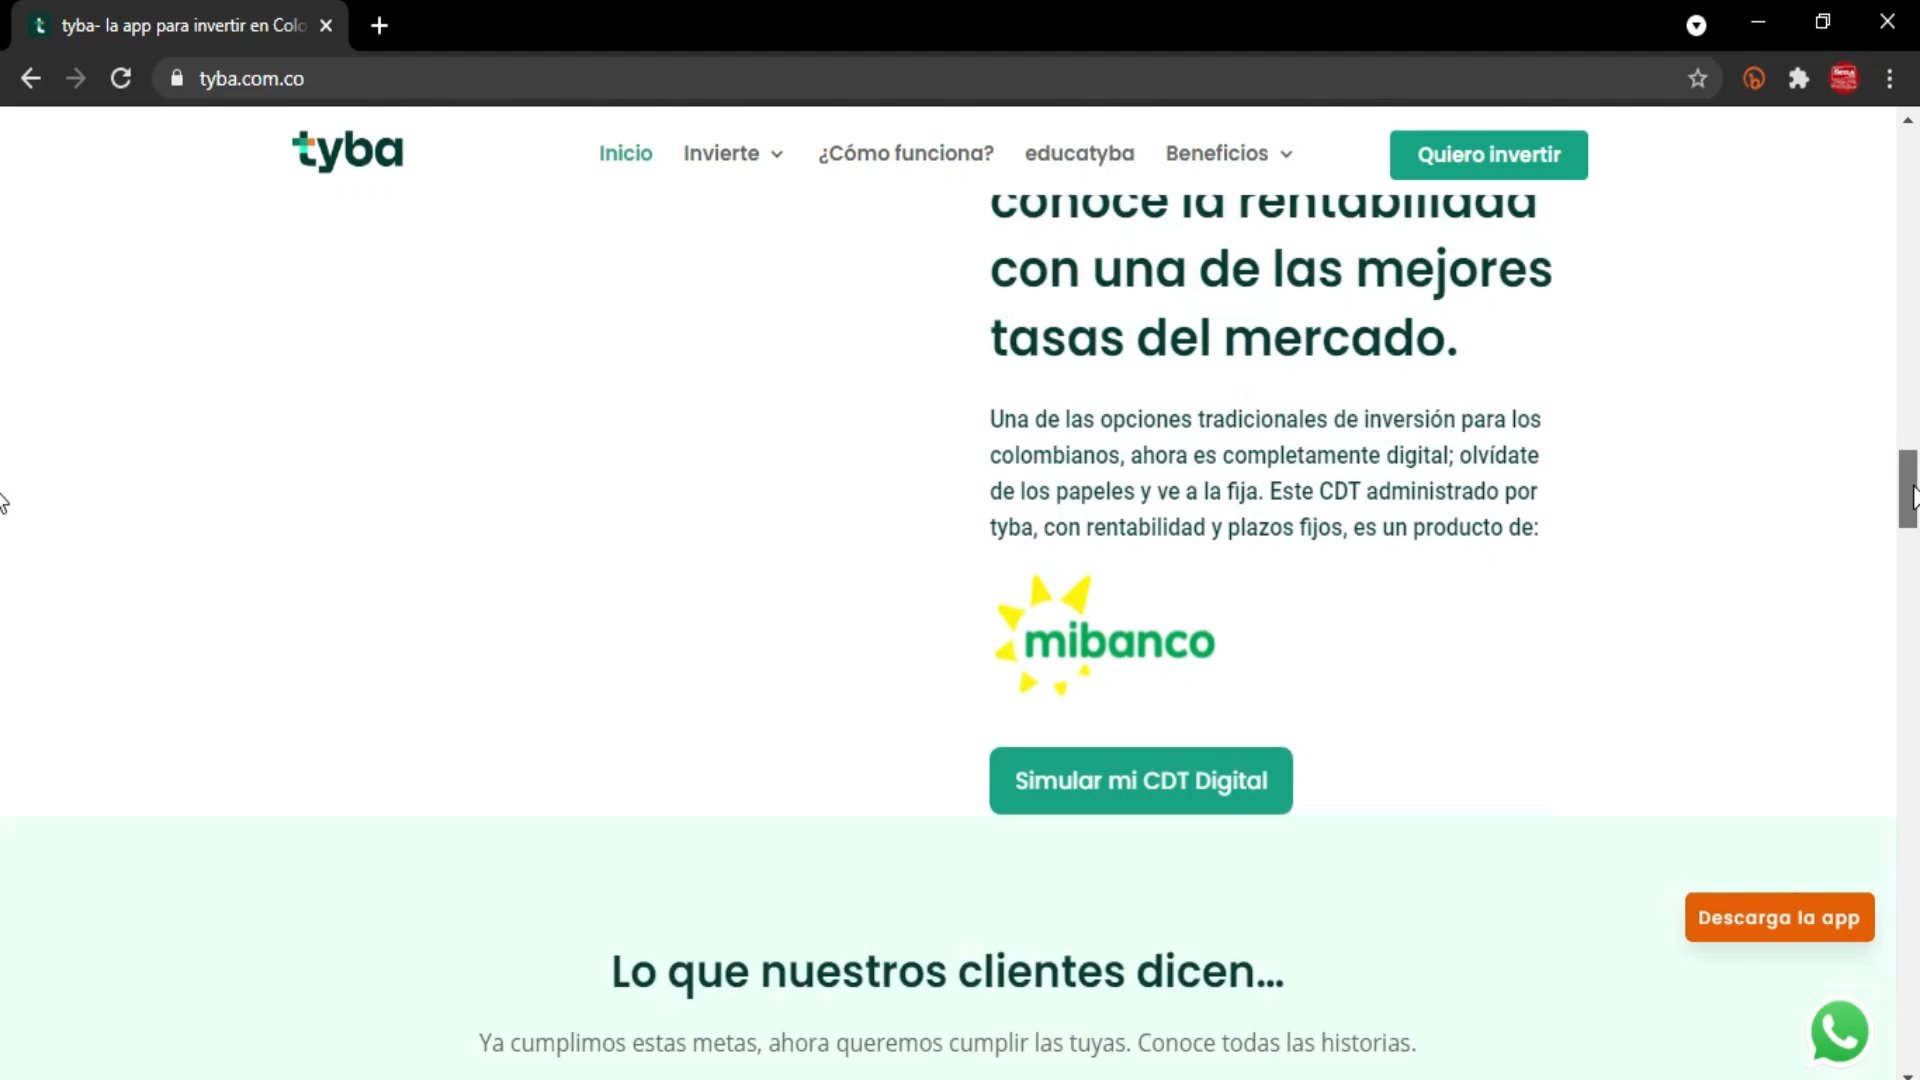 tyba- la app para invertir en Colo
tyba.com.co
tyba
Inicio
Invierte
¿Cómo funciona?
educatyba
Beneficios
Quiero invertir
conoce la rentabilidad
con una de las mejores
tasas del mercado.
Una de las opciones tradicionales de inversión para los
colombianos, ahora es completamente digital; olvídate
de los papeles y ve a la fija. Este CDT administrado por
tyba, con rentabilidad y plazos fijos, es un producto de:
mibanco
Simular mi CDT Digital
Descarga la app
Lo que nuestros clientes dicen...
Ya cumplimos estas metas, ahora queremos cumplir las tuyas. Conoce todas las historias.